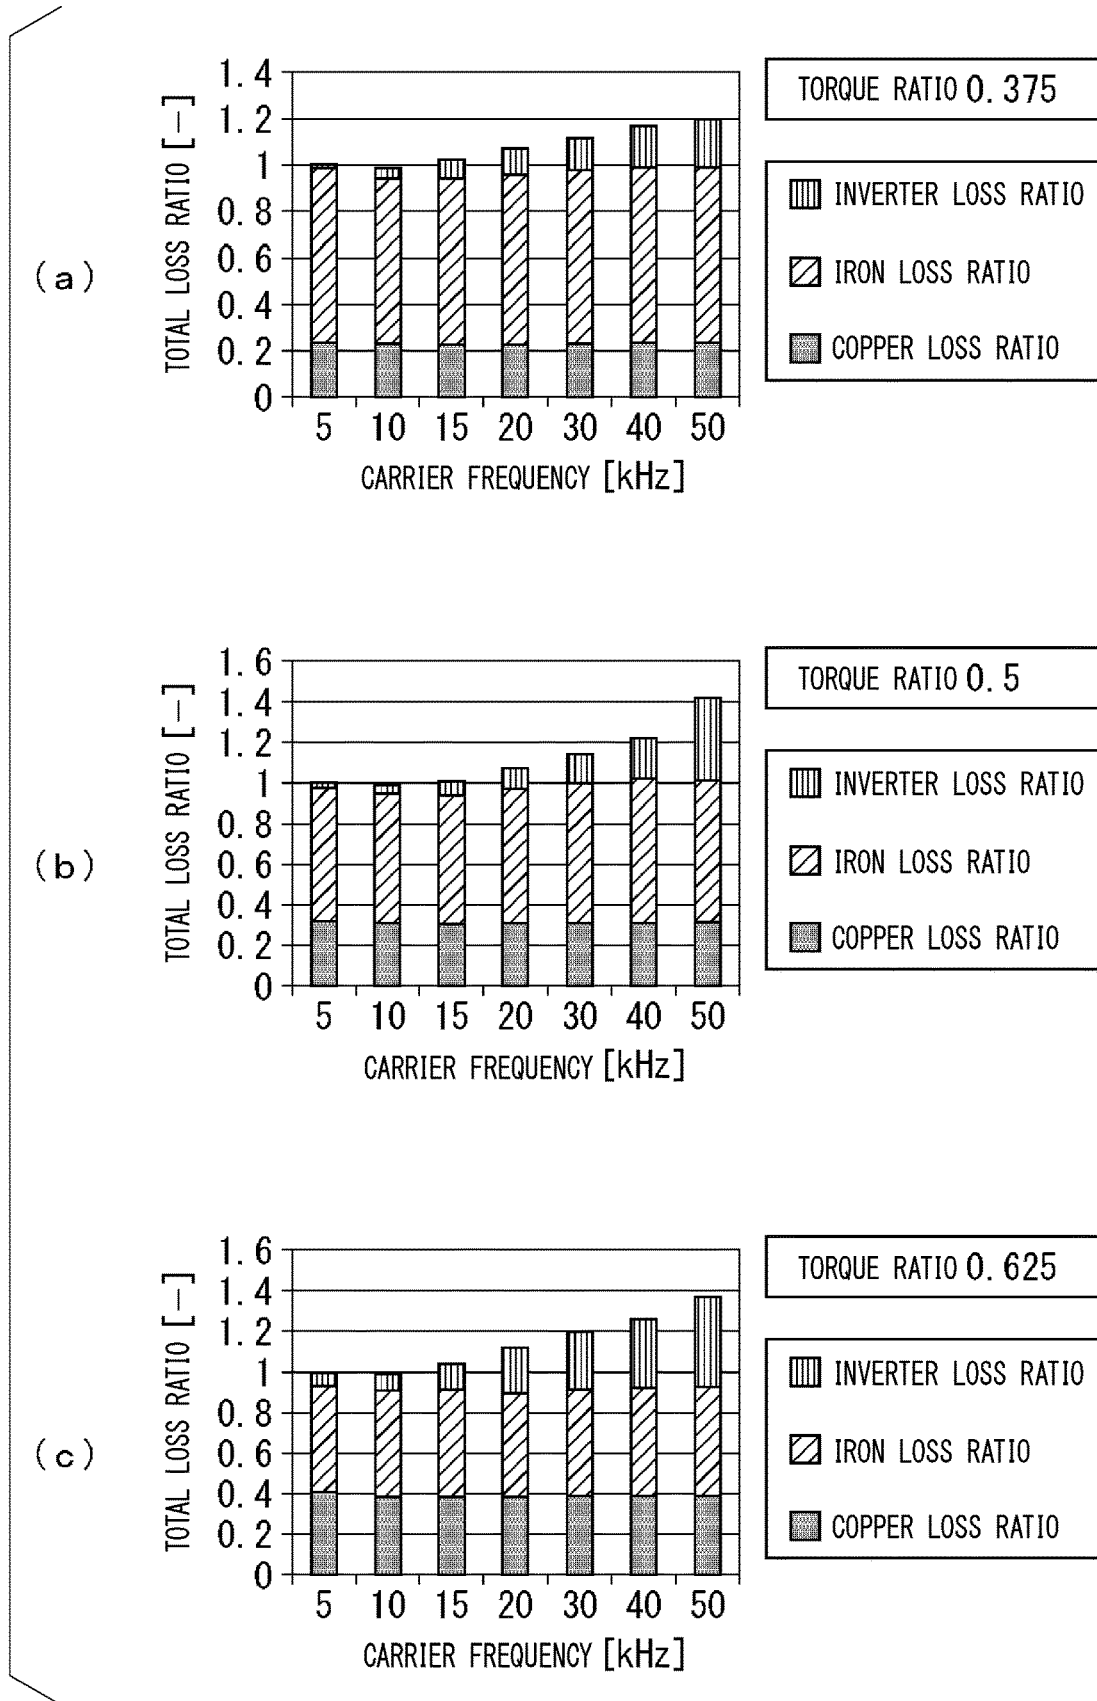 (a)
TOTAL LOSS RATIO [−]
1.4
1.2
1
0.8
0.6
0.4
0.2
0
5 10 15 20 30 40 50
CARRIER FREQUENCY [kHz]
TORQUE RATIO 0.375
INVERTER LOSS RATIO
IRON LOSS RATIO
COPPER LOSS RATIO
(b)
TOTAL LOSS RATIO [−]
1.6
1.4
1.2
1
0.8
0.6
0.4
0.2
0
5 10 15 20 30 40 50
CARRIER FREQUENCY [kHz]
TORQUE RATIO 0.5
INVERTER LOSS RATIO
IRON LOSS RATIO
COPPER LOSS RATIO
(c)
TOTAL LOSS RATIO [−]
1.6
1.4
1.2
1
0.8
0.6
0.4
0.2
0
5 10 15 20 30 40 50
CARRIER FREQUENCY [kHz]
TORQUE RATIO 0.625
INVERTER LOSS RATIO
IRON LOSS RATIO
COPPER LOSS RATIO